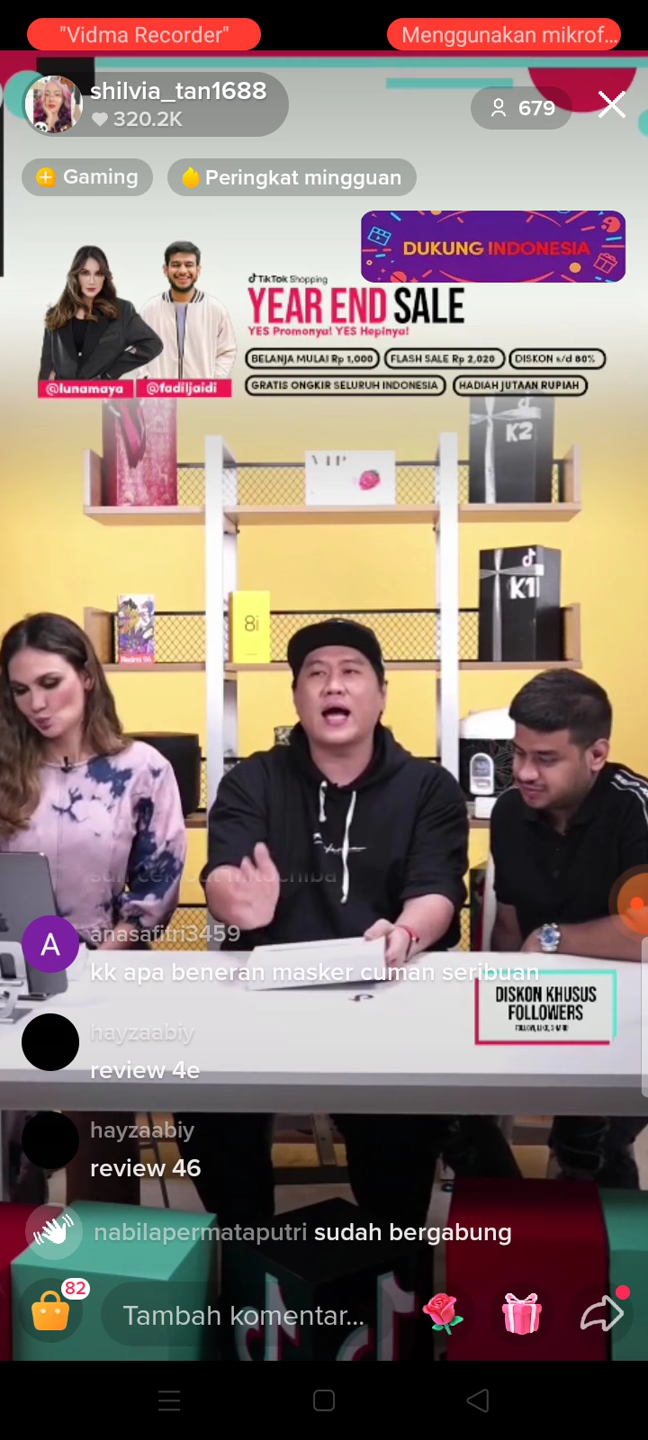 "Vidma Recorder"
Menggunakan mikrof...
shilvia_tan1688
320.2K
679
Gaming
Peringkat mingguan
DUKUNG INDONESIA
TikTok Shopping
YEAR END SALE
YES Promonya! YES Hepinya!
BELANJA MULAI Rp 1,000
FLASH SALE Rp 2,020
DISKON s/d 80%
GRATIS ONGKIR SELURUH INDONESIA
HADIAH JUTAAN RUPIAH
@lunamaya
@fadiljaidi
K2
VIP
K1
8i
anasafitri3459
kk apa beneran masker cuman seribuan
DISKON KHUSUS
FOLLOWERS
hayzaabiy
review 4e
hayzaabiy
review 46
nabilapermataputri sudah bergabung
82
Tambah komentar...